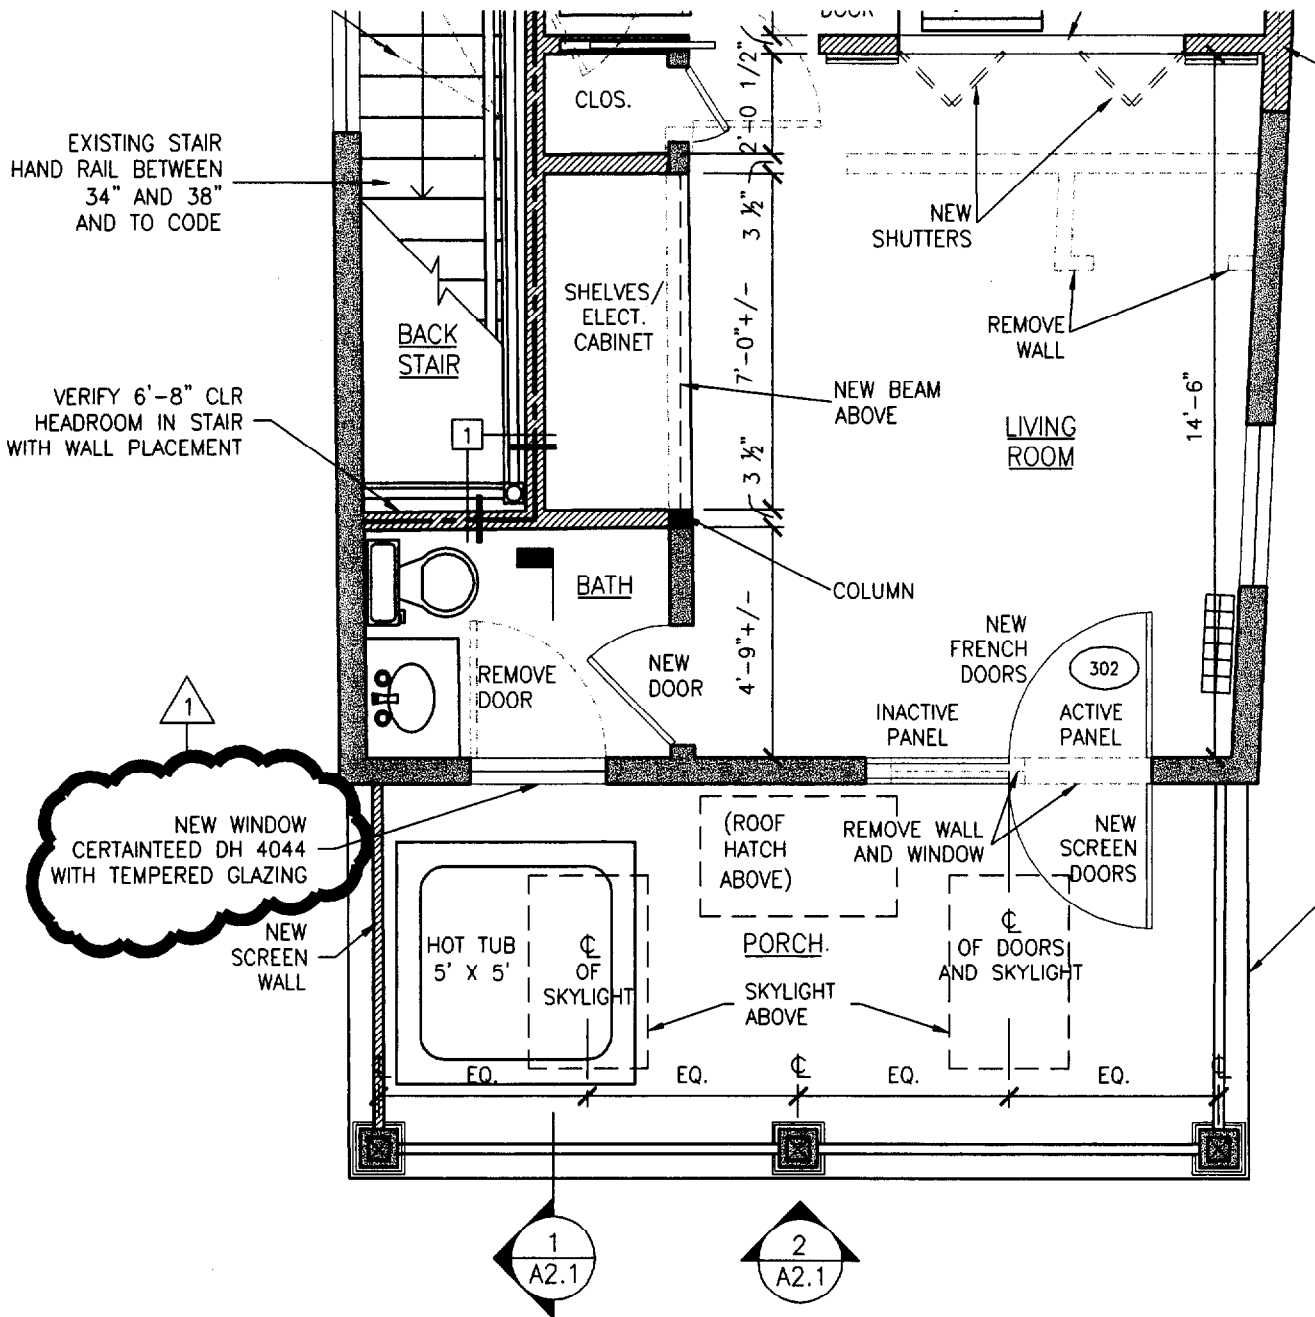 DOOR
CLOS.
2'-0 1/2"
EXISTING STAIR
HAND RAIL BETWEEN
34" AND 38"
AND TO CODE
3 ½"
NEW
SHUTTERS
SHELVES/
ELECT.
CABINET
BACK
STAIR
7'-0"+/-
REMOVE
WALL
VERIFY 6'-8" CLR
HEADROOM IN STAIR
WITH WALL PLACEMENT
1
NEW BEAM
ABOVE
14'-6"
LIVING
ROOM
3 ½"
BATH
COLUMN
4'-9"+/-
NEW
FRENCH
DOORS
302
REMOVE
DOOR
NEW
DOOR
1
INACTIVE
PANEL
ACTIVE
PANEL
NEW WINDOW
CERTAINTEED DH 4044
WITH TEMPERED GLAZING
(ROOF
HATCH
ABOVE)
REMOVE WALL
AND WINDOW
NEW
SCREEN
DOORS
NEW
SCREEN
WALL
HOT TUB
5' X 5'
℄
OF
SKYLIGHT
PORCH
℄
OF DOORS
AND SKYLIGHT
SKYLIGHT
ABOVE
℄
℄
℄
EQ.
EQ.
EQ.
EQ.
1
A2.1
2
A2.1